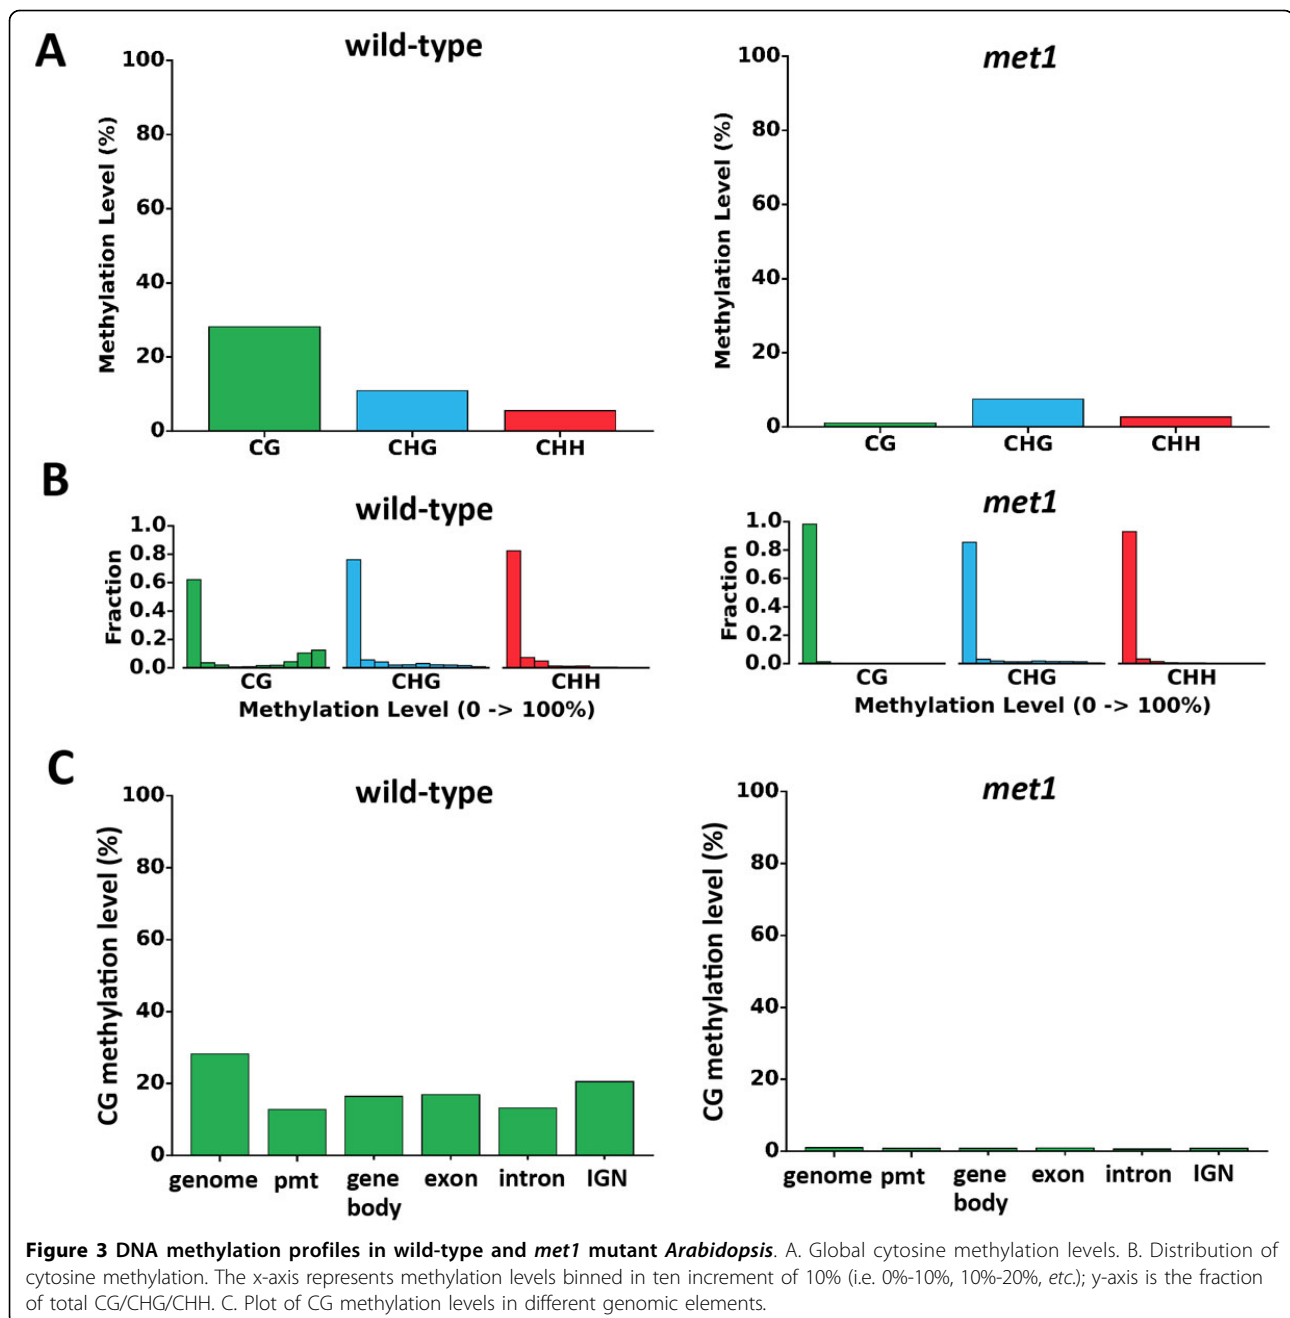 A
wild-type
met1
100
80
60
40
20
0
Methylation Level (%)
CG CHG CHH
100
80
60
40
20
0
Methylation Level (%)
CG CHG CHH
B
wild-type
met1
1.0
0.8
0.6
0.4
0.2
0.0
Fraction
CG CHG CHH
Methylation Level (0 -> 100%)
1.0
0.8
0.6
0.4
0.2
0.0
Fraction
CG CHG CHH
Methylation Level (0 -> 100%)
C
wild-type
met1
100
80
60
40
20
0
CG methylation level (%)
genome pmt gene exon intron IGN
body
100
80
60
40
20
0
CG methylation level (%)
genome pmt gene exon intron IGN
body
Figure 3 DNA methylation profiles in wild-type and met1 mutant Arabidopsis. A. Global cytosine methylation levels. B. Distribution of
cytosine methylation. The x-axis represents methylation levels binned in ten increment of 10% (i.e. 0%-10%, 10%-20%, etc.); y-axis is the fraction
of total CG/CHG/CHH. C. Plot of CG methylation levels in different genomic elements.